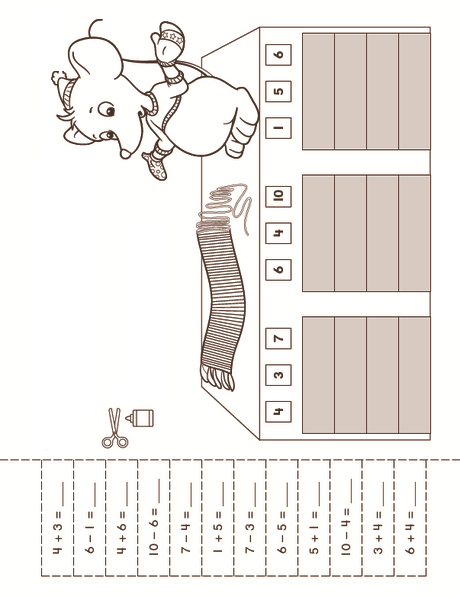 4 3 7
6 4 10
1 5 6
4 + 3 = ___
6 − 1 = ___
4 + 6 = ___
10 − 6 = ___
7 − 4 = ___
1 + 5 = ___
7 − 3 = ___
6 − 5 = ___
5 + 1 = ___
10 − 4 = ___
3 + 4 = ___
6 + 4 = ___